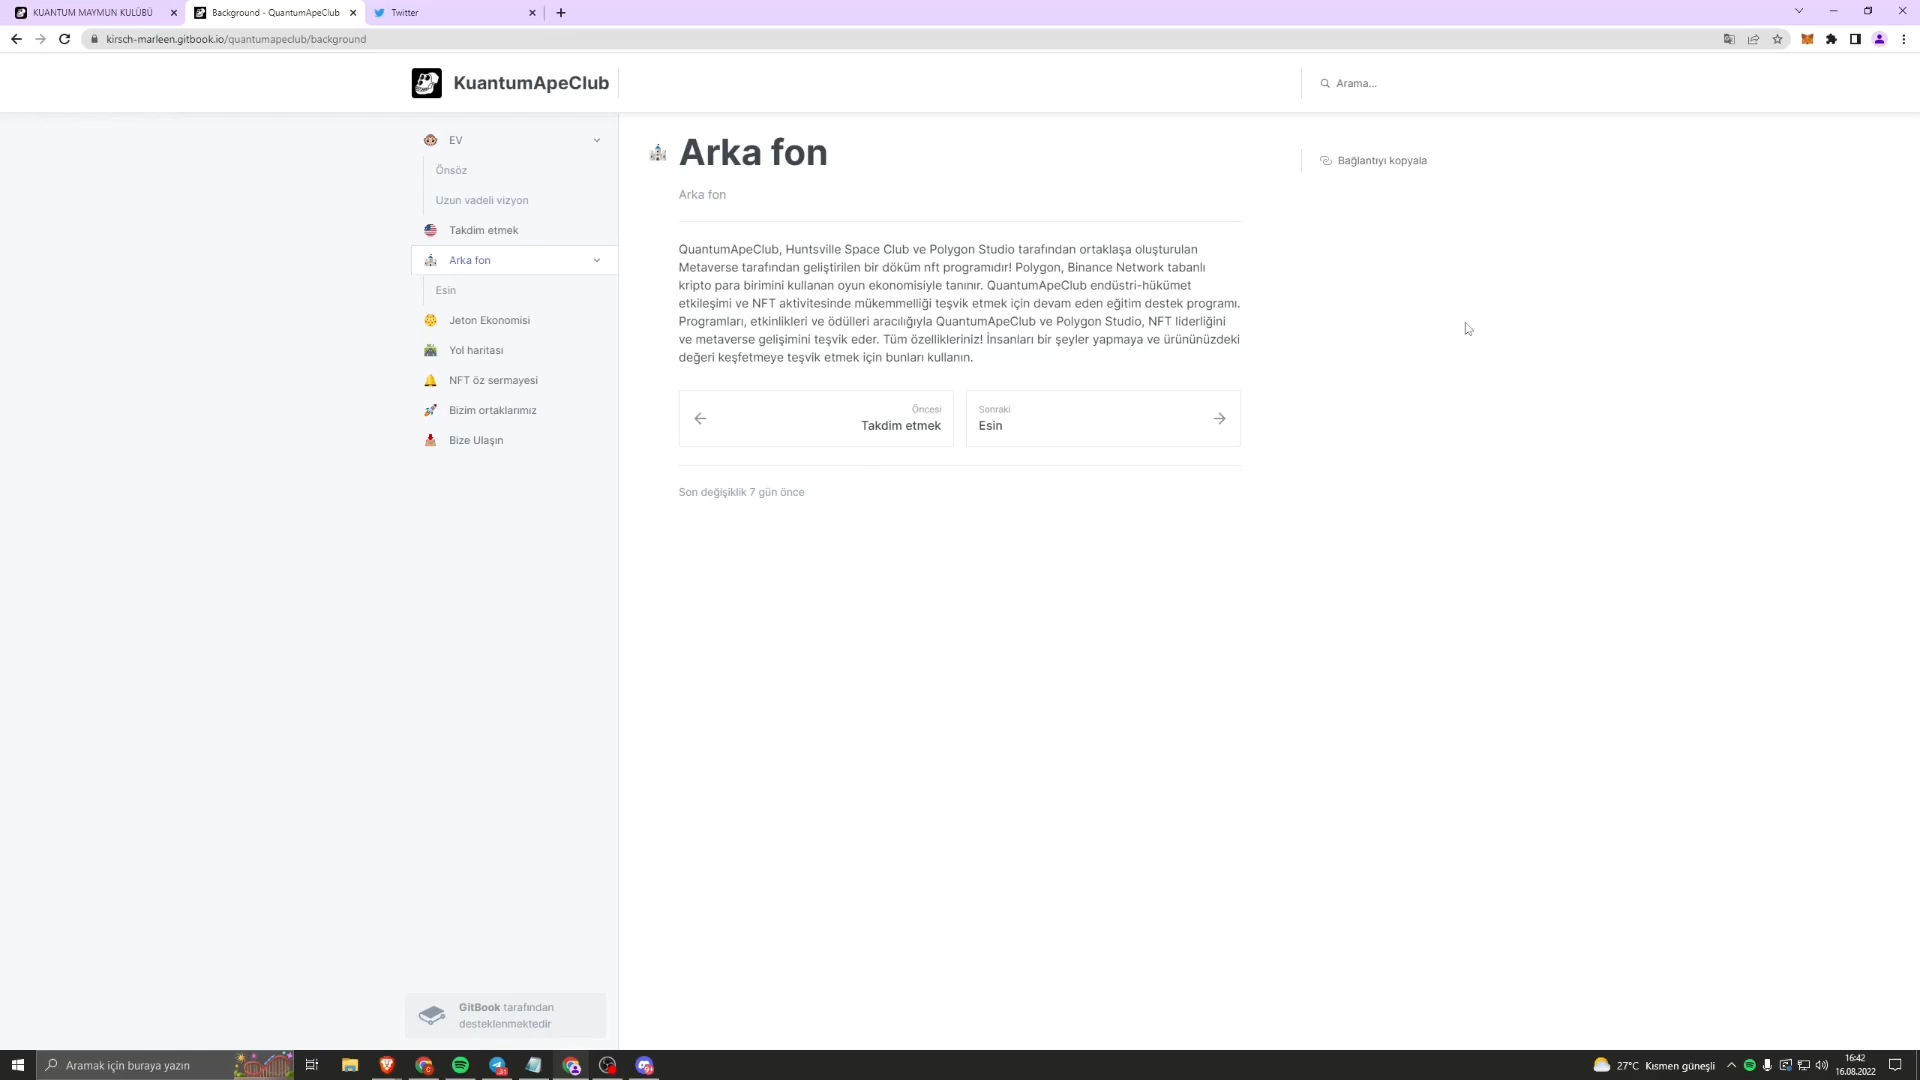 KUANTUM MAYMUN KULÜBÜ
Background - QuantumApeClub
Twitter
kirsch-marleen.gitbook.io/quantumapeclub/background
KuantumApeClub
Arama...
EV
Önsöz
Uzun vadeli vizyon
Takdim etmek
Arka fon
Esin
Jeton Ekonomisi
Yol haritası
NFT öz sermayesi
Bizim ortaklarımız
Bize Ulaşın
Arka fon
Arka fon
Bağlantıyı kopyala
QuantumApeClub, Huntsville Space Club ve Polygon Studio tarafından ortaklaşa oluşturulan
Metaverse tarafından geliştirilen bir döküm nft programıdır! Polygon, Binance Network tabanlı
kripto para birimini kullanan oyun ekonomisiyle tanınır. QuantumApeClub endüstri-hükümet
etkileşimi ve NFT aktivitesinde mükemmelliği teşvik etmek için devam eden eğitim destek programı.
Programları, etkinlikleri ve ödülleri aracılığıyla QuantumApeClub ve Polygon Studio, NFT liderliğini
ve metaverse gelişimini teşvik eder. Tüm özellikleriniz! İnsanları bir şeyler yapmaya ve ürününüzdeki
değeri keşfetmeye teşvik etmek için bunları kullanın.
Öncesi
Takdim etmek
Sonraki
Esin
Son değişiklik 7 gün önce
GitBook tarafından
desteklenmektedir
Aramak için buraya yazın
27°C Kısmen güneşli
16:42
16.08.2022